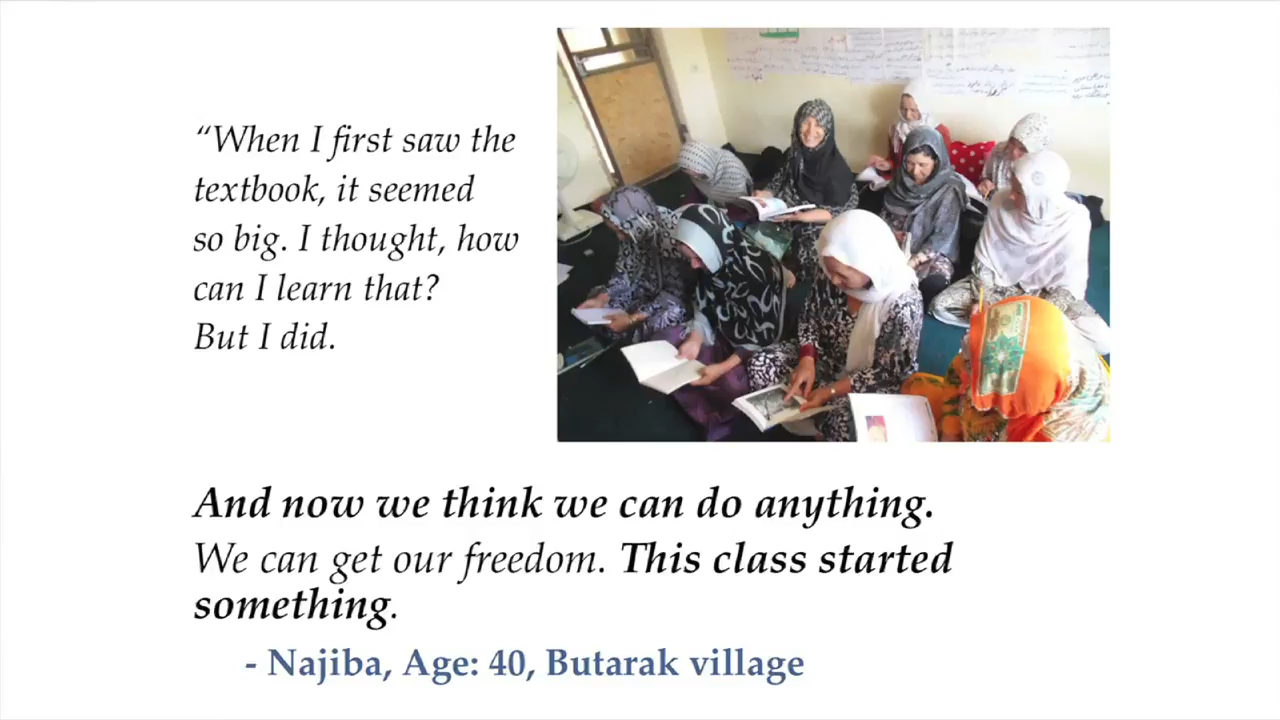 “When I first saw the
textbook, it seemed
so big. I thought, how
can I learn that?
But I did.
And now we think we can do anything.
We can get our freedom. This class started
something.
- Najiba, Age: 40, Butarak village